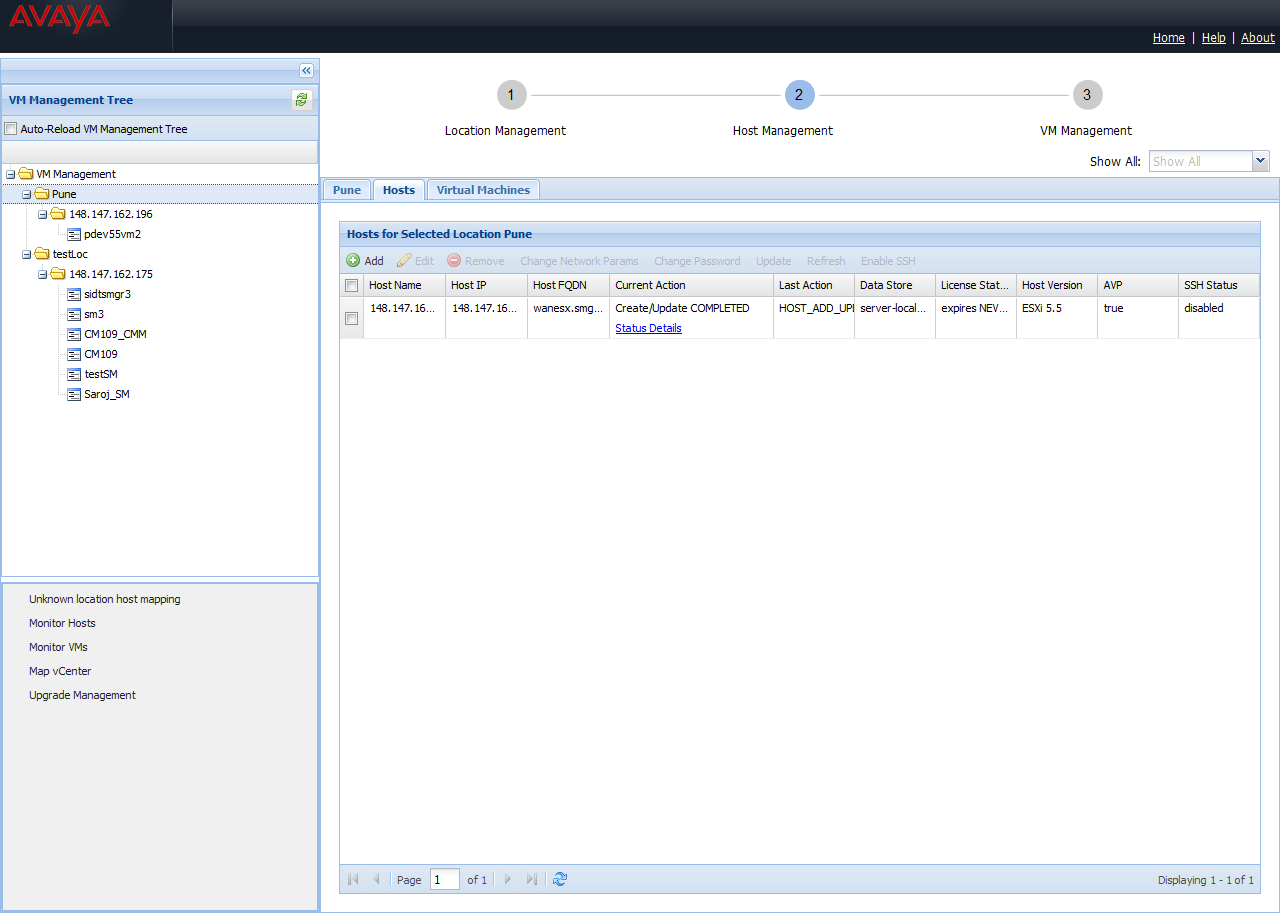 AVAYA
Home | Help | About
VM Management Tree
Auto-Reload VM Management Tree
VM Management
Pune
148.147.162.196
pdev55vm2
testLoc
148.147.162.175
sidtsmgr3
sm3
CM109_CMM
CM109
testSM
Saroj_SM
Unknown location host mapping
Monitor Hosts
Monitor VMs
Map vCenter
Upgrade Management
1 2 3
Location Management Host Management VM Management
Show All: Show All
Pune Hosts Virtual Machines
Hosts for Selected Location Pune
Add Edit Remove Change Network Params Change Password Update Refresh Enable SSH
Host Name Host IP Host FQDN Current Action Last Action Data Store License Stat... Host Version AVP SSH Status
148.147.16... 148.147.16... wanesx.smg... Create/Update COMPLETED HOST_ADD_UPI server-local... expires NEV... ESXi 5.5 true disabled
Status Details
Page 1 of 1
Displaying 1 - 1 of 1